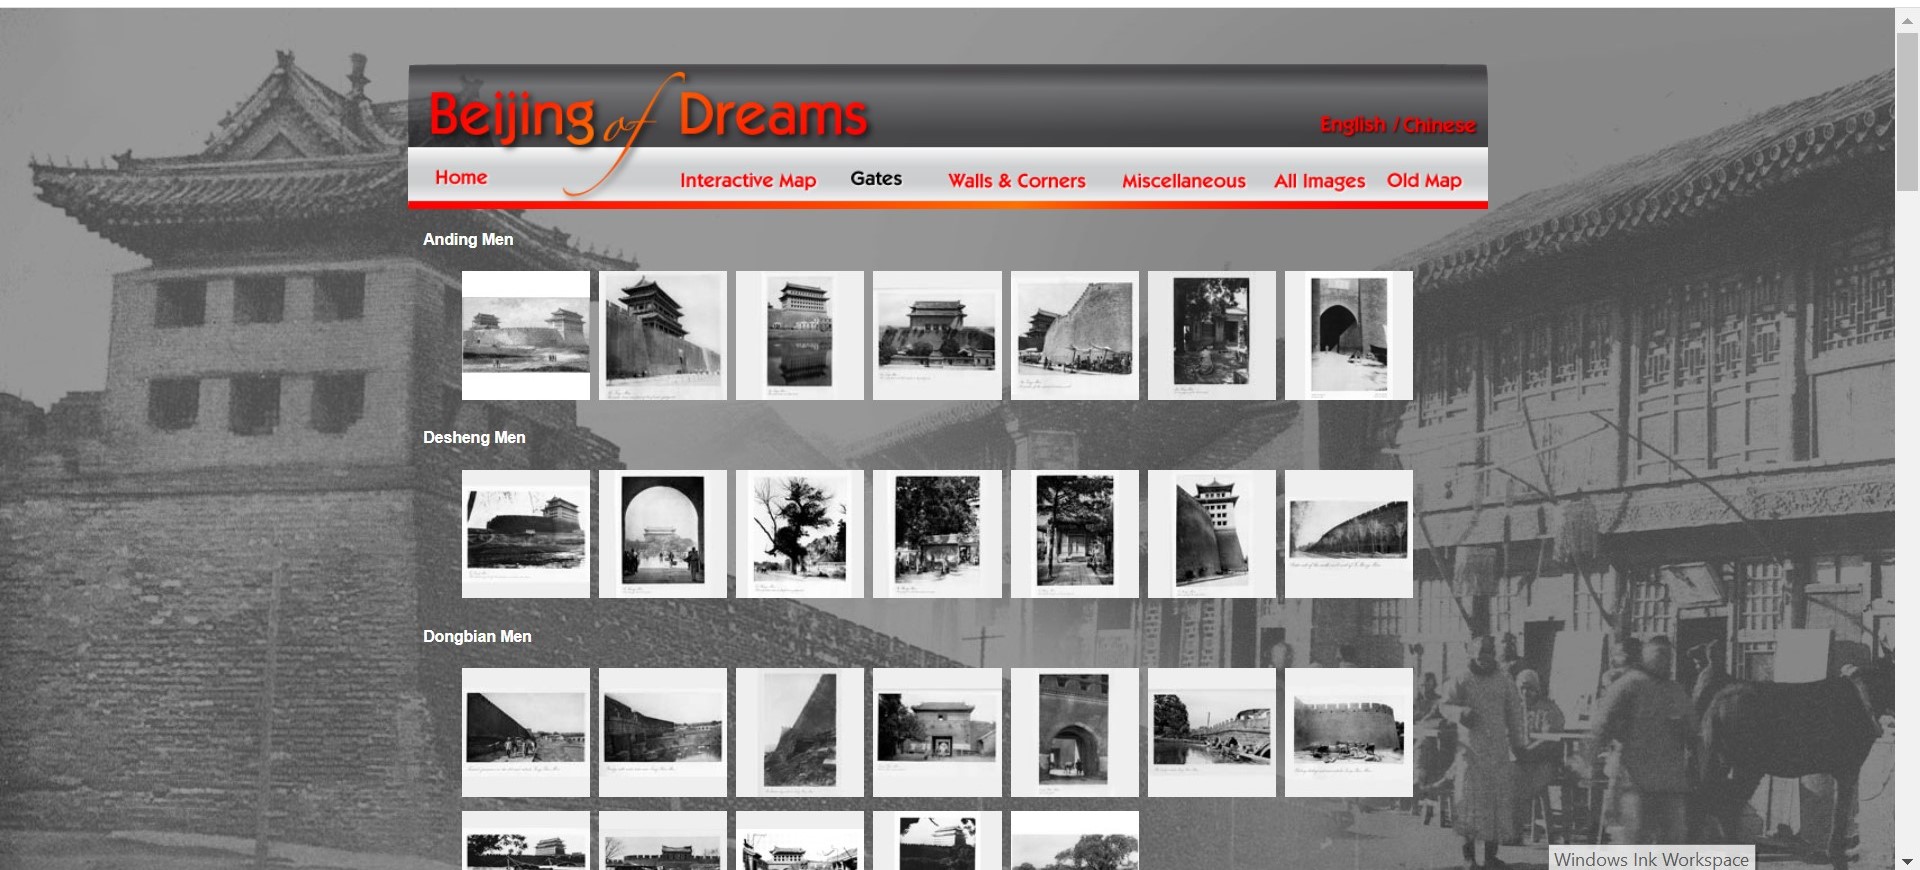 Beijing of Dreams
English / Chinese
Home Interactive Map Gates Walls & Corners Miscellaneous All Images Old Map
Anding Men
Desheng Men
Dongbian Men
Windows Ink Workspace